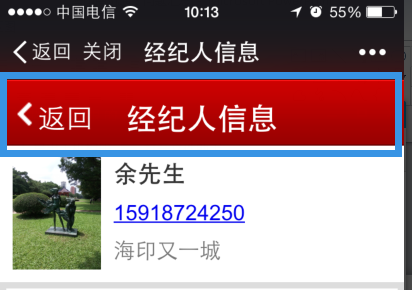 中国电信 10:13 55%
返回 关闭 经纪人信息
返回 经纪人信息
余先生
15918724250
海印又一城